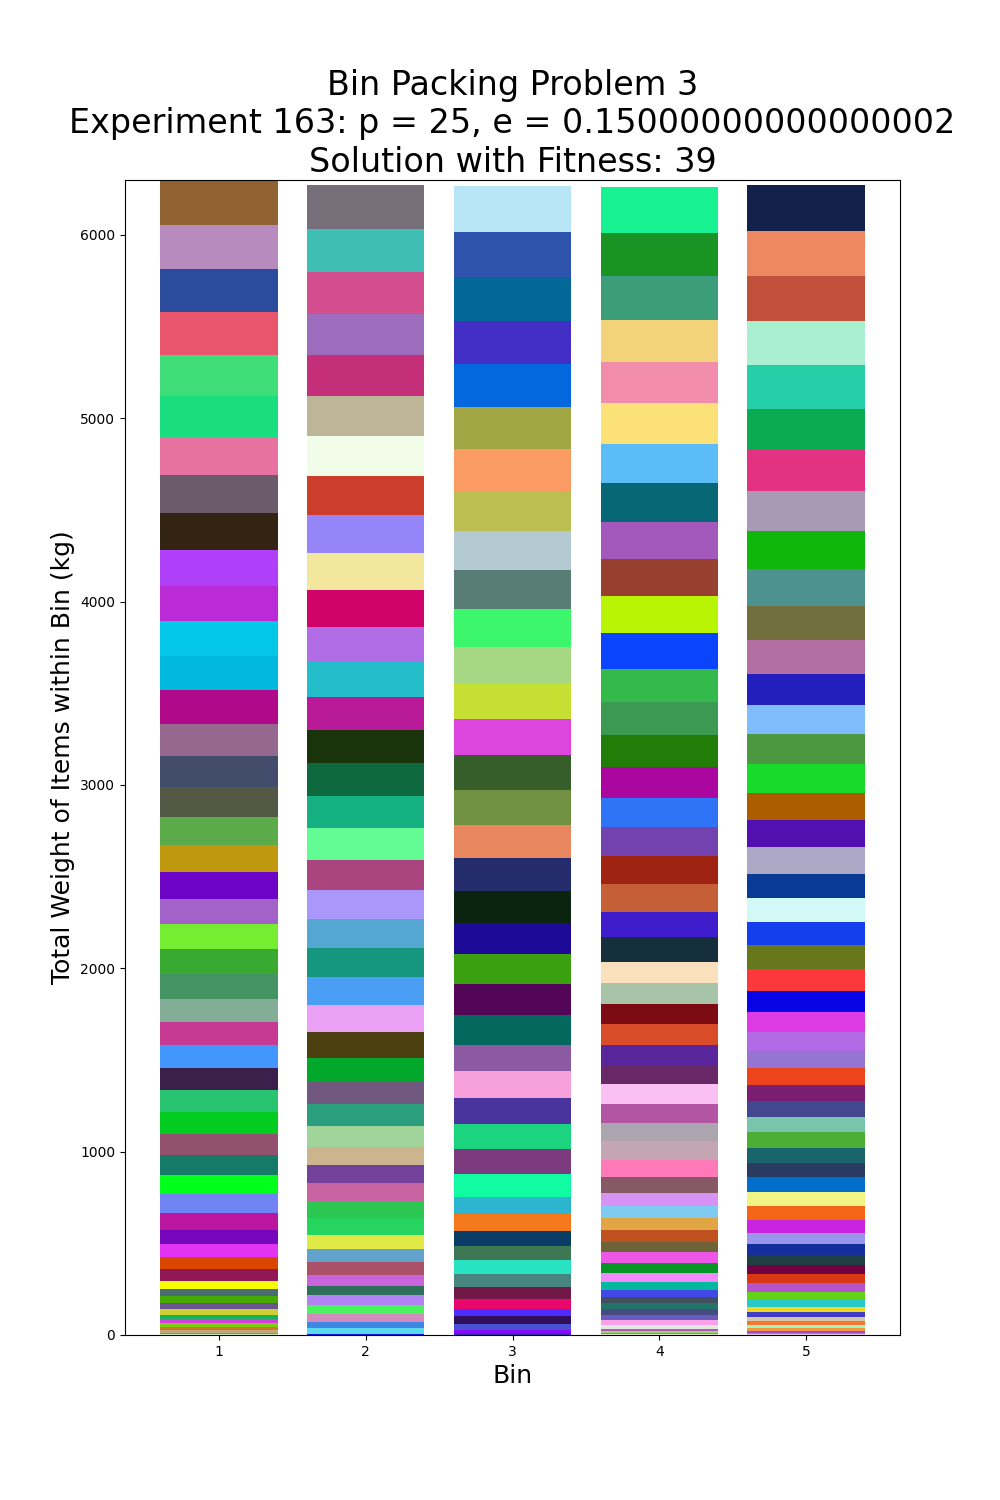 Bin Packing Problem 3
Experiment 163: p = 25, e = 0.15000000000000002
Solution with Fitness: 39
Total Weight of Items within Bin (kg)
6000
5000
4000
3000
2000
1000
0
1 2 3 4 5
Bin